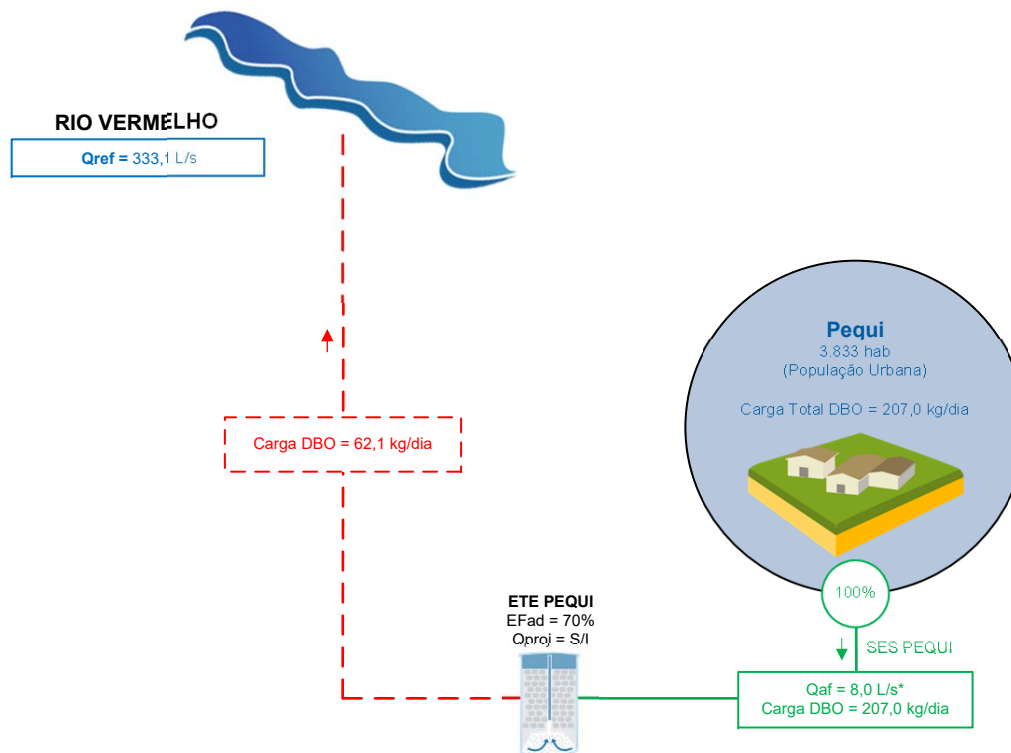 RIO VERMELHO
Qref = 333,1 L/s
Pequi
3.833 hab
(População Urbana)
Carga Total DBO = 207,0 kg/dia
Carga DBO = 62,1 kg/dia
100%
ETE PEQUI
EFad = 70%
Qproj = S/I
SES PEQUI
Qaf = 8,0 L/s*
Carga DBO = 207,0 kg/dia